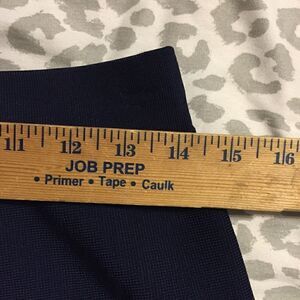 11 12 13 14 15 16
JOB PREP
• Primer • Tape • Caulk